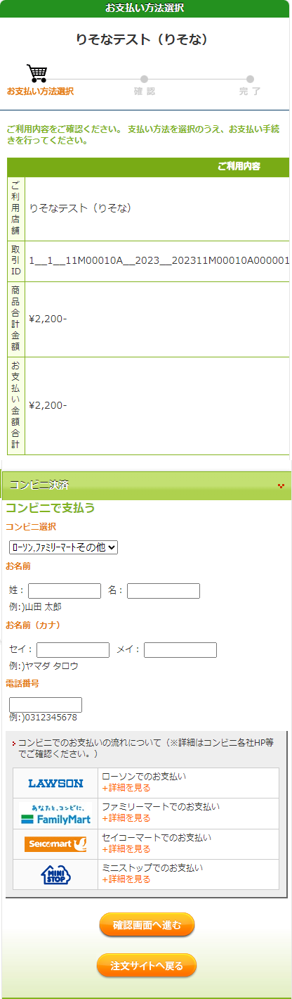 お支払い方法選択
りそなテスト（りそな）
お支払い方法選択
確 認
完 了
ご利用内容をご確認ください。 支払い方法を選択のうえ、お支払い手続
きを行ってください。
ご利用内容
ご利用店舗
りそなテスト（りそな）
取引ID
1__1__11M00010A__2023__202311M00010A000001
商品合計金額
¥2,200-
お支払い金額合計
¥2,200-
コンビニ決済
コンビニで支払う
コンビニ選択
ﾛｰｿﾝ,ﾌｧﾐﾘｰﾏｰﾄその他
お名前
姓： 名：
例:)山田 太郎
お名前（カナ）
セイ： メイ：
例:)ヤマダ タロウ
電話番号
例:)0312345678
コンビニでのお支払いの流れについて（※詳細はコンビニ各社HP等
でご確認ください。）
LAWSON
ローソンでのお支払い
+詳細を見る
あなたと、コンビに、
FamilyMart
ファミリーマートでのお支払い
+詳細を見る
Seicomart
セイコーマートでのお支払い
+詳細を見る
MINI
STOP
ミニストップでのお支払い
+詳細を見る
確認画面へ進む
注文サイトへ戻る